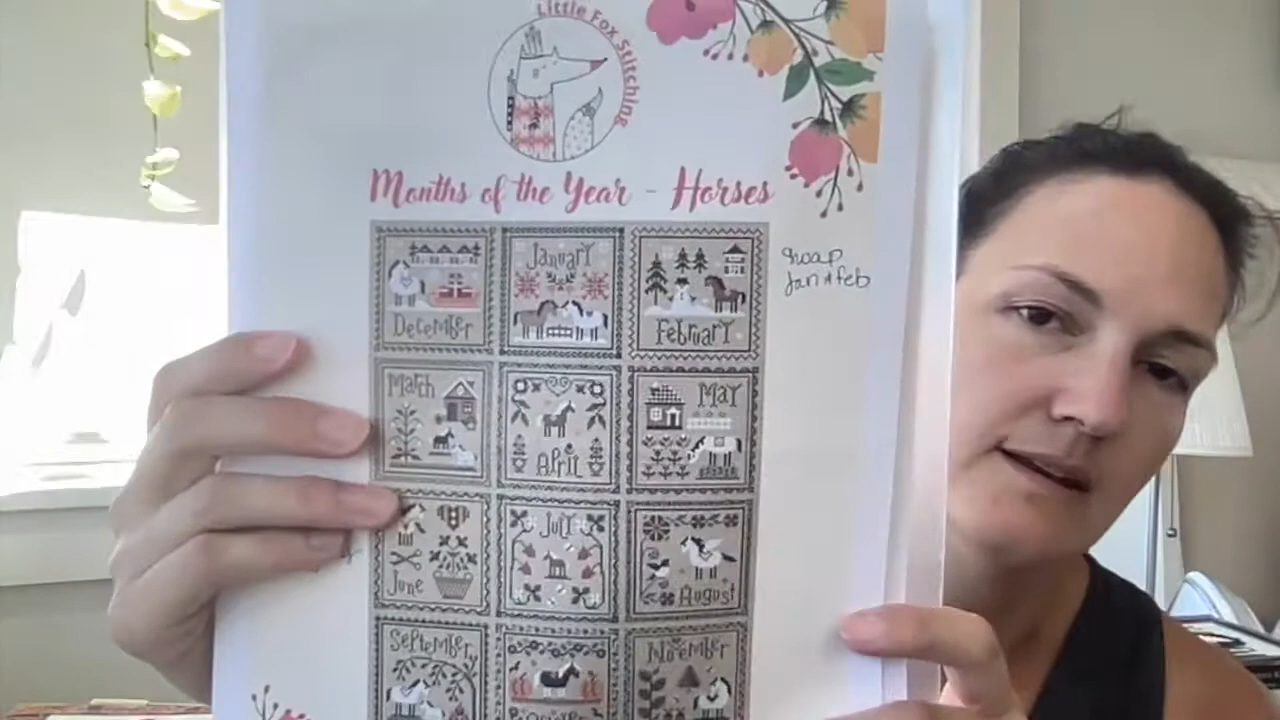 Little Fox Stitching
Months of the Year - Horses
swap
Jan & feb
December
January
February
March
April
May
June
July
August
September
October
November